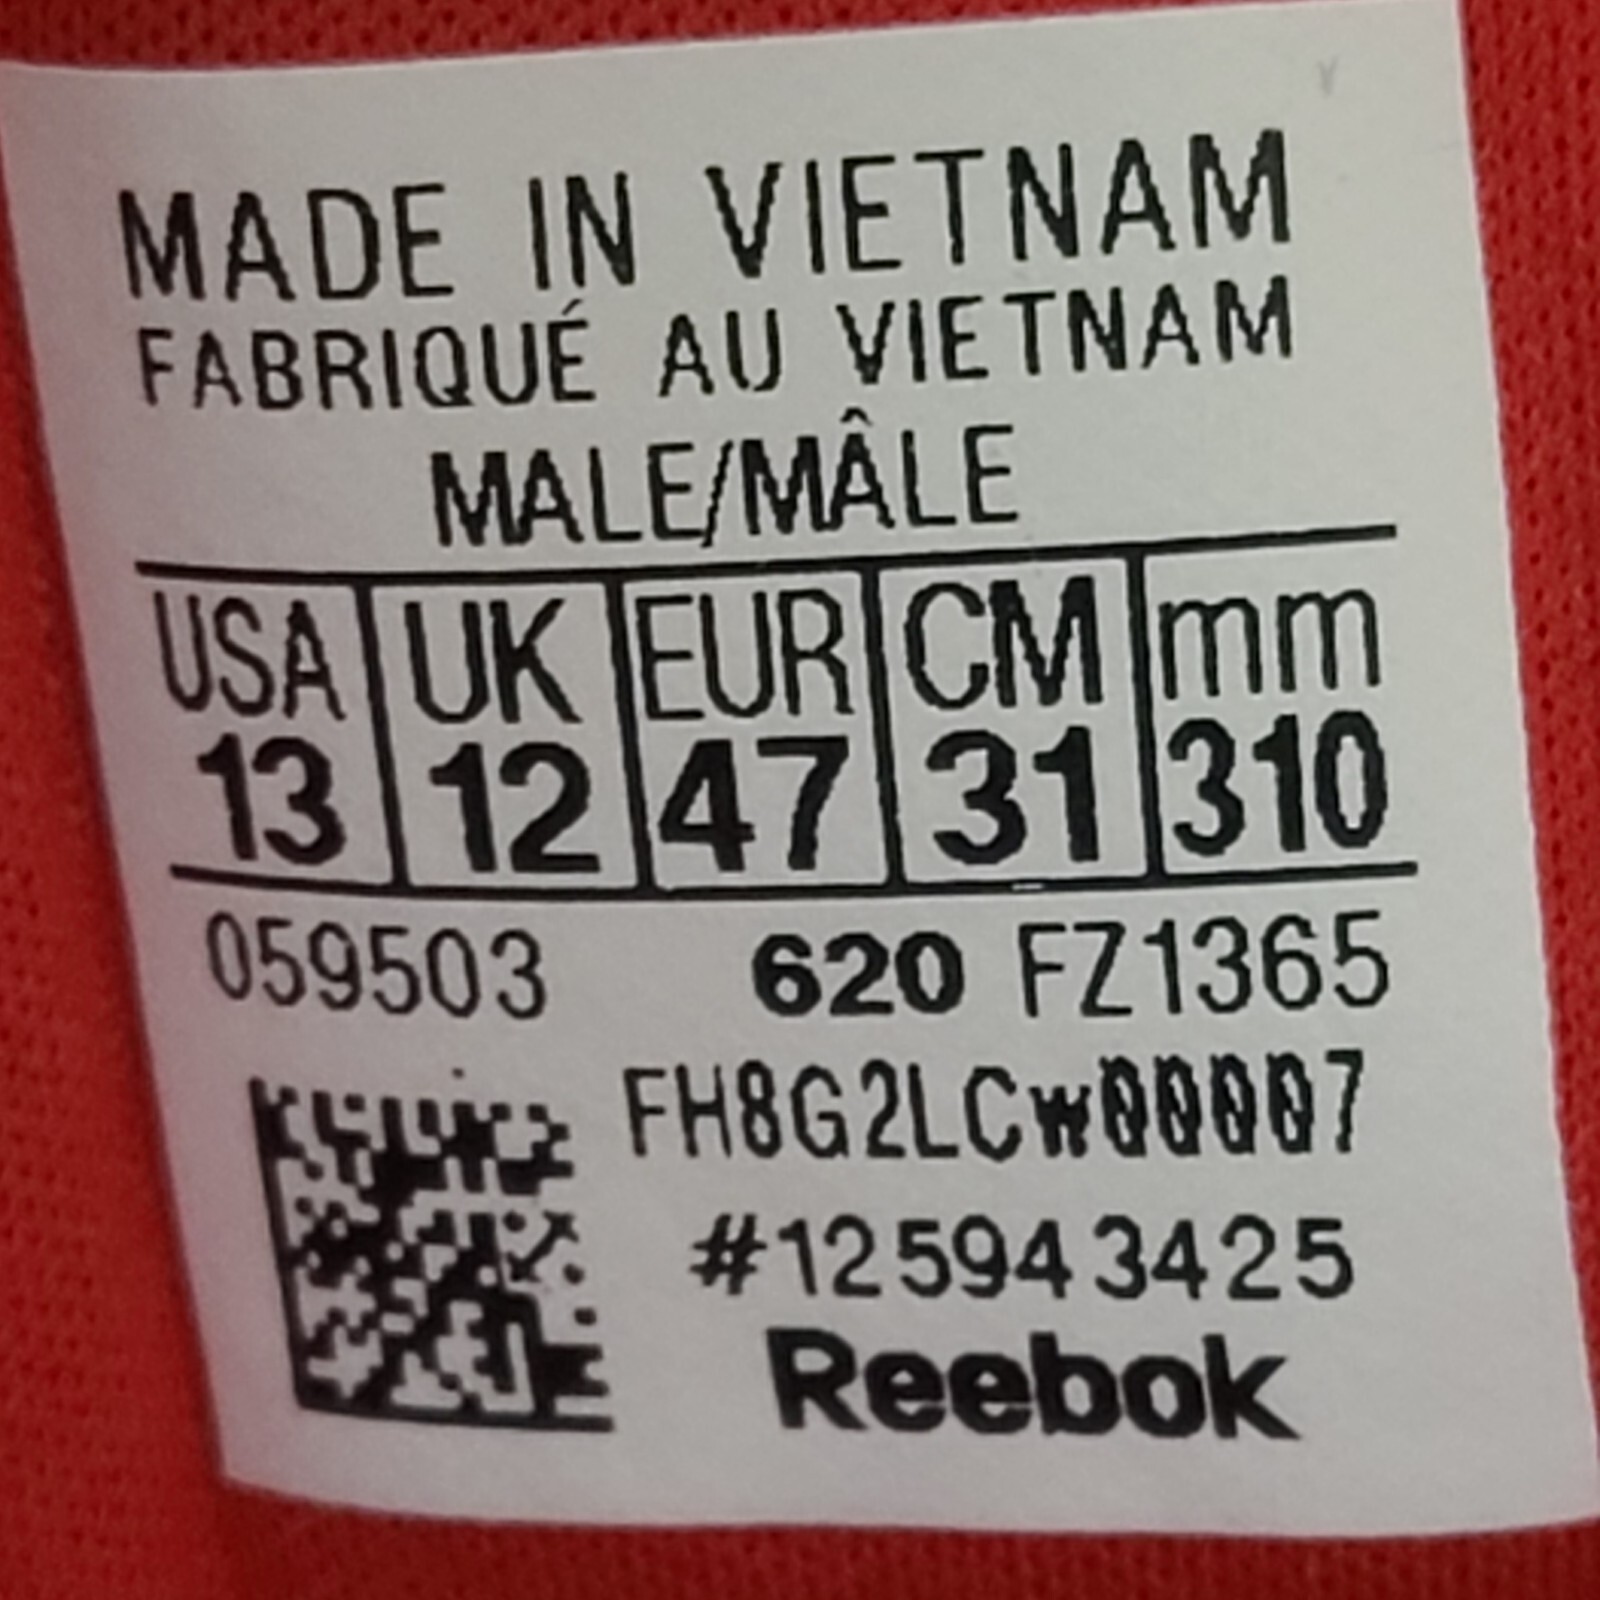 MADE IN VIETNAM
FABRIQUÉ AU VIETNAM
MALE/MÂLE
USA UK EUR CM mm
13 12 47 31 310
059503 620 FZ1365
FH8G2LCw00007
#125943425
Reebok